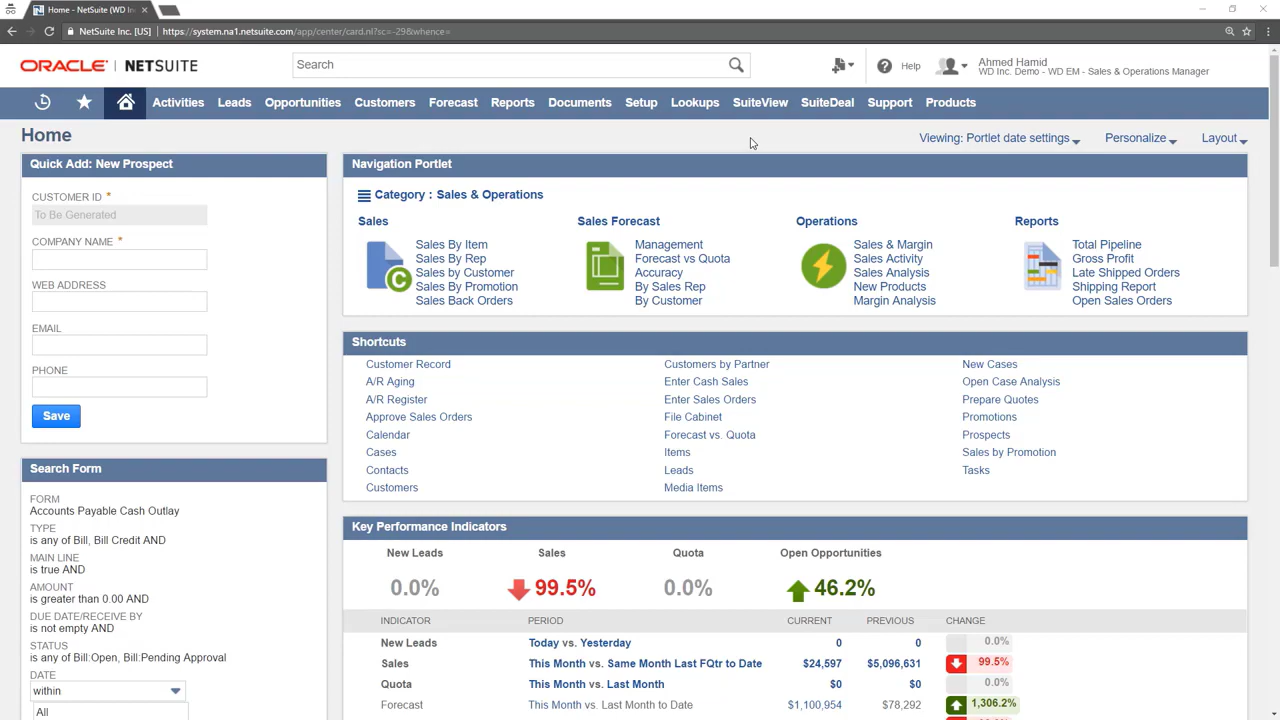 Home - NetSuite (WD Inc
NetSuite Inc. [US] | https://system.na1.netsuite.com/app/center/card.nl?sc=-29&whence=
ORACLE | NETSUITE
Search
Help
Ahmed Hamid
WD Inc. Demo - WD EM - Sales & Operations Manager
Activities Leads Opportunities Customers Forecast Reports Documents Setup Lookups SuiteView SuiteDeal Support Products
Home
Viewing: Portlet date settings Personalize Layout
Quick Add: New Prospect
CUSTOMER ID *
To Be Generated
COMPANY NAME *
WEB ADDRESS
EMAIL
PHONE
Save
Search Form
FORM
Accounts Payable Cash Outlay
TYPE
is any of Bill, Bill Credit AND
MAIN LINE
is true AND
AMOUNT
is greater than 0.00 AND
DUE DATE/RECEIVE BY
is not empty AND
STATUS
is any of Bill:Open, Bill:Pending Approval
DATE
within
All
Navigation Portlet
Category : Sales & Operations
Sales
Sales By Item
Sales By Rep
Sales by Customer
Sales By Promotion
Sales Back Orders
Sales Forecast
Management
Forecast vs Quota
Accuracy
By Sales Rep
By Customer
Operations
Sales & Margin
Sales Activity
Sales Analysis
New Products
Margin Analysis
Reports
Total Pipeline
Gross Profit
Late Shipped Orders
Shipping Report
Open Sales Orders
Shortcuts
Customer Record
A/R Aging
A/R Register
Approve Sales Orders
Calendar
Cases
Contacts
Customers
Customers by Partner
Enter Cash Sales
Enter Sales Orders
File Cabinet
Forecast vs. Quota
Items
Leads
Media Items
New Cases
Open Case Analysis
Prepare Quotes
Promotions
Prospects
Sales by Promotion
Tasks
Key Performance Indicators
New Leads Sales Quota Open Opportunities
0.0% 99.5% 0.0% 46.2%
INDICATOR PERIOD CURRENT PREVIOUS CHANGE
New Leads Today vs. Yesterday 0 0 0.0%
Sales This Month vs. Same Month Last FQtr to Date $24,597 $5,096,631 99.5%
Quota This Month vs. Last Month $0 $0 0.0%
Forecast This Month vs. Last Month to Date $1,100,954 $78,292 1,306.2%